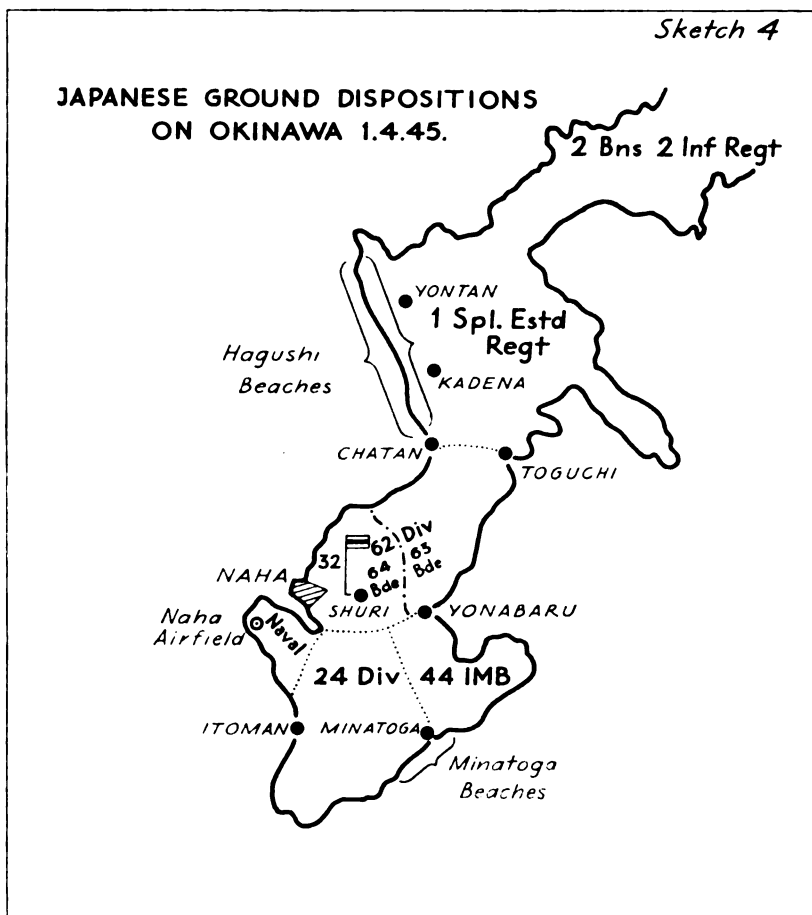 Sketch 4
JAPANESE GROUND DISPOSITIONS
ON OKINAWA 1.4.45.
2 Bns 2 Inf Regt
YONTAN
1 Spl. Estd
Regt
Hagushi
Beaches
KADENA
CHATAN
TOGUCHI
32
62 Div
64
Bde
63
Bde
NAHA
SHURI
YONABARU
Naha
Airfield
Naval
24 Div
44 IMB
ITOMAN
MINATOGA
Minatoga
Beaches